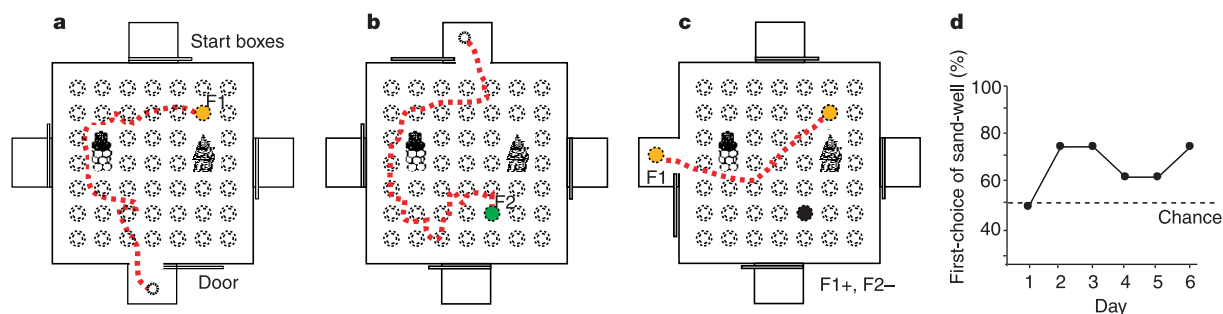 a
Start boxes
F1
Door
b
F2
c
F1
F1+, F2–
d
First-choice of sand-well (%)
100
80
60
40
Chance
1 2 3 4 5 6
Day